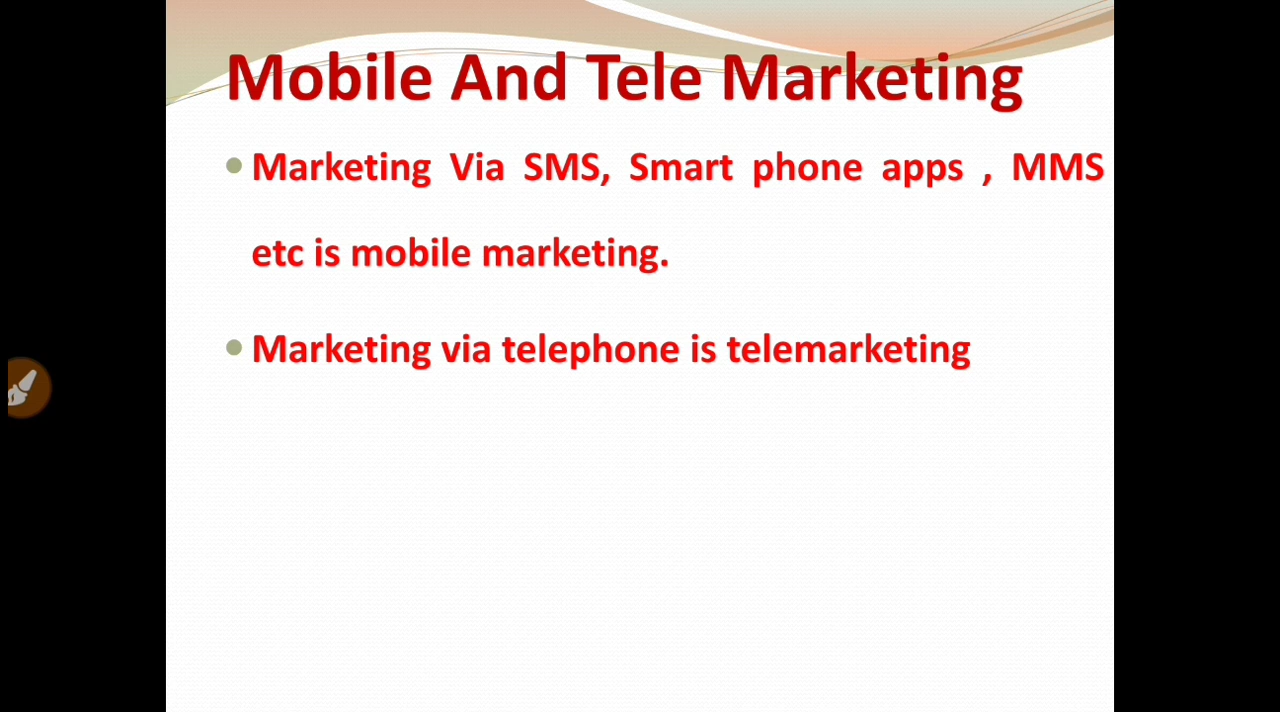 Mobile And Tele Marketing
Marketing Via SMS, Smart phone apps , MMS
etc is mobile marketing.
Marketing via telephone is telemarketing